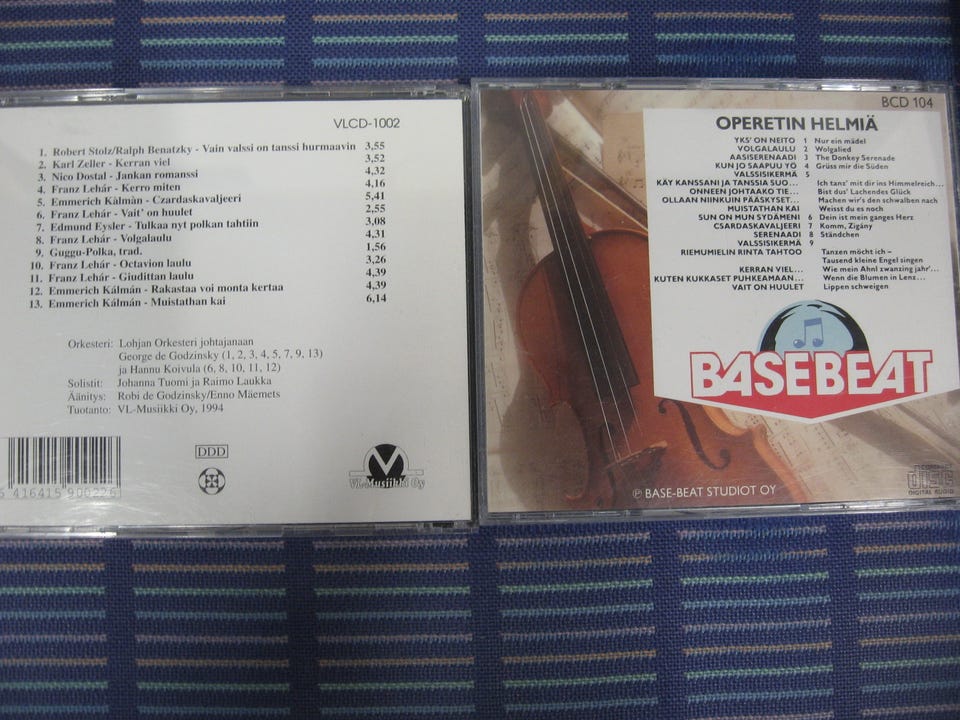 VLCD-1002
1. Robert Stolz/Ralph Benatzky - Vain valssi on tanssi hurmaavin 3,55
2. Karl Zeller - Kerran viel 3,52
3. Nico Dostal - Jankan romanssi 4,32
4. Franz Lehár - Kerro miten 4,16
5. Emmerich Kàlmàn - Czardaskavaljeeri 5,41
6. Franz Lehár - Vait' on huulet 2,55
7. Edmund Eysler - Tulkaa nyt polkan tahtiin 3,08
8. Franz Lehár - Volgalaulu 4,31
9. Guggu-Polka, trad. 1,56
10. Franz Lehár - Octavion laulu 3,26
11. Franz Lehár - Giudittan laulu 4,39
12. Emmerich Kálmán - Rakastaa voi monta kertaa 4,39
13. Emmerich Kálmán - Muistathan kai 6,14
Orkesteri: Lohjan Orkesteri johtajanaan
George de Godzinsky (1, 2, 3, 4, 5, 7, 9, 13)
ja Hannu Koivula (6, 8, 10, 11, 12)
Solistit: Johanna Tuomi ja Raimo Laukka
Äänitys: Robi de Godzinsky/Enno Mäemets
Tuotanto: VL-Musiikki Oy, 1994
DDD
VL-Musiikki Oy
BCD 104
OPERETIN HELMIÄ
YKS' ON NEITO 1 Nur ein mädel
VOLGALAULU 2 Wolgalied
AASISERENAADI 3 The Donkey Serenade
KUN JO SAAPUU YÖ 4 Grüss mir die Süden
VALSSISIKERMÄ 5
KÄY KANSSANI JA TANSSIA SUO... Ich tanz' mit dir ins Himmelreich...
ONNEEN JOHTAAKO TIE... Bist dus' Lachendes Glück
OLLAAN NIINKUIN PÄÄSKYSET... Machen wir's den schwalben nach
MUISTATHAN KAI Weisst du es noch
SUN ON MUN SYDÄMENI 6 Dein ist mein ganges Herz
CSARDASKAVALJEERI 7 Komm, Zigány
SERENAADI 8 Ständchen
VALSSISIKERMÄ 9
RIEMUMIELIN RINTA TAHTOO Tanzen möcht ich –
Tausend kleine Engel singen
KERRAN VIEL... Wie mein Ahnl zwanzing jahr'...
KUTEN KUKKASET PUHKEAMAAN... Wenn die Blumen in Lenz...
VAIT ON HUULET Lippen schweigen
BASEBEAT
℗ BASE-BEAT STUDIOT OY
COMPACT
disc
DIGITAL AUDIO